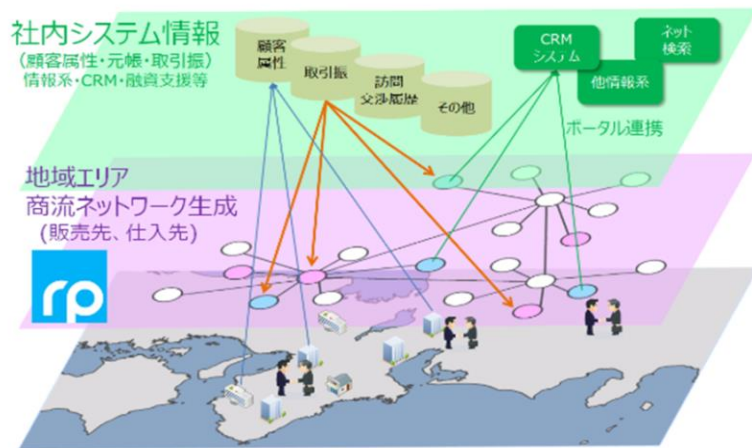 社内システム情報
(顧客属性・元帳・取引振)
情報系・CRM・融資支援等
顧客
属性
取引振
訪問
交渉履歴
その他
CRM
システム
ネット
検索
他情報系
ポータル連携
地域エリア
商流ネットワーク生成
(販売先、仕入先)
rp